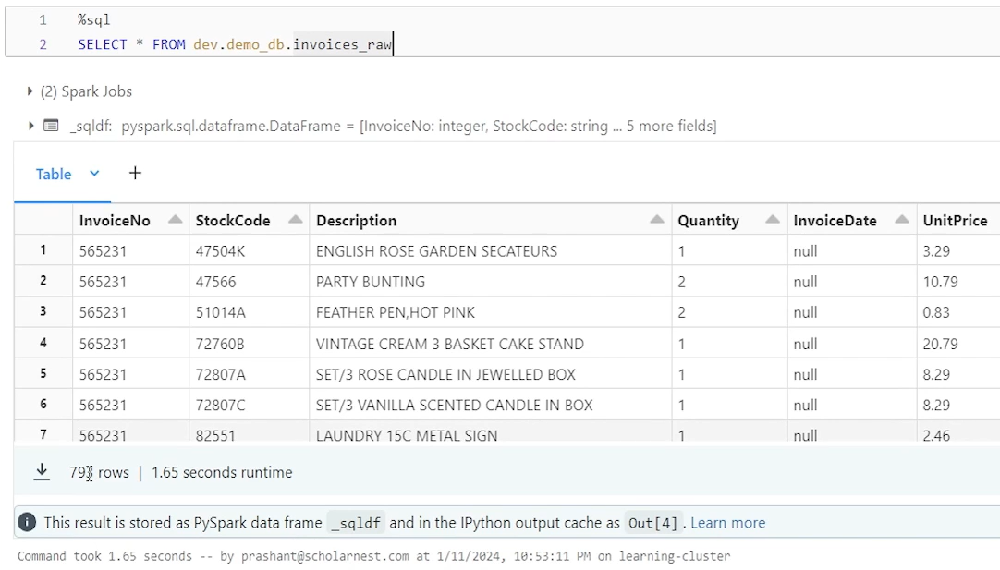 1 %sql
2 SELECT * FROM dev.demo_db.invoices_raw
(2) Spark Jobs
_sqldf: pyspark.sql.dataframe.DataFrame = [InvoiceNo: integer, StockCode: string ... 5 more fields]
Table +
InvoiceNo StockCode Description Quantity InvoiceDate UnitPrice
1 565231 47504K ENGLISH ROSE GARDEN SECATEURS 1 null 3.29
2 565231 47566 PARTY BUNTING 2 null 10.79
3 565231 51014A FEATHER PEN,HOT PINK 2 null 0.83
4 565231 72760B VINTAGE CREAM 3 BASKET CAKE STAND 1 null 20.79
5 565231 72807A SET/3 ROSE CANDLE IN JEWELLED BOX 1 null 8.29
6 565231 72807C SET/3 VANILLA SCENTED CANDLE IN BOX 1 null 8.29
7 565231 82551 LAUNDRY 15C METAL SIGN 1 null 2.46
rows | 1.65 seconds runtime
This result is stored as PySpark data frame _sqldf and in the IPython output cache as Out[4] . Learn more
Command took 1.65 seconds -- by prashant@scholarnest.com at 1/11/2024, 10:53:11 PM on learning-cluster